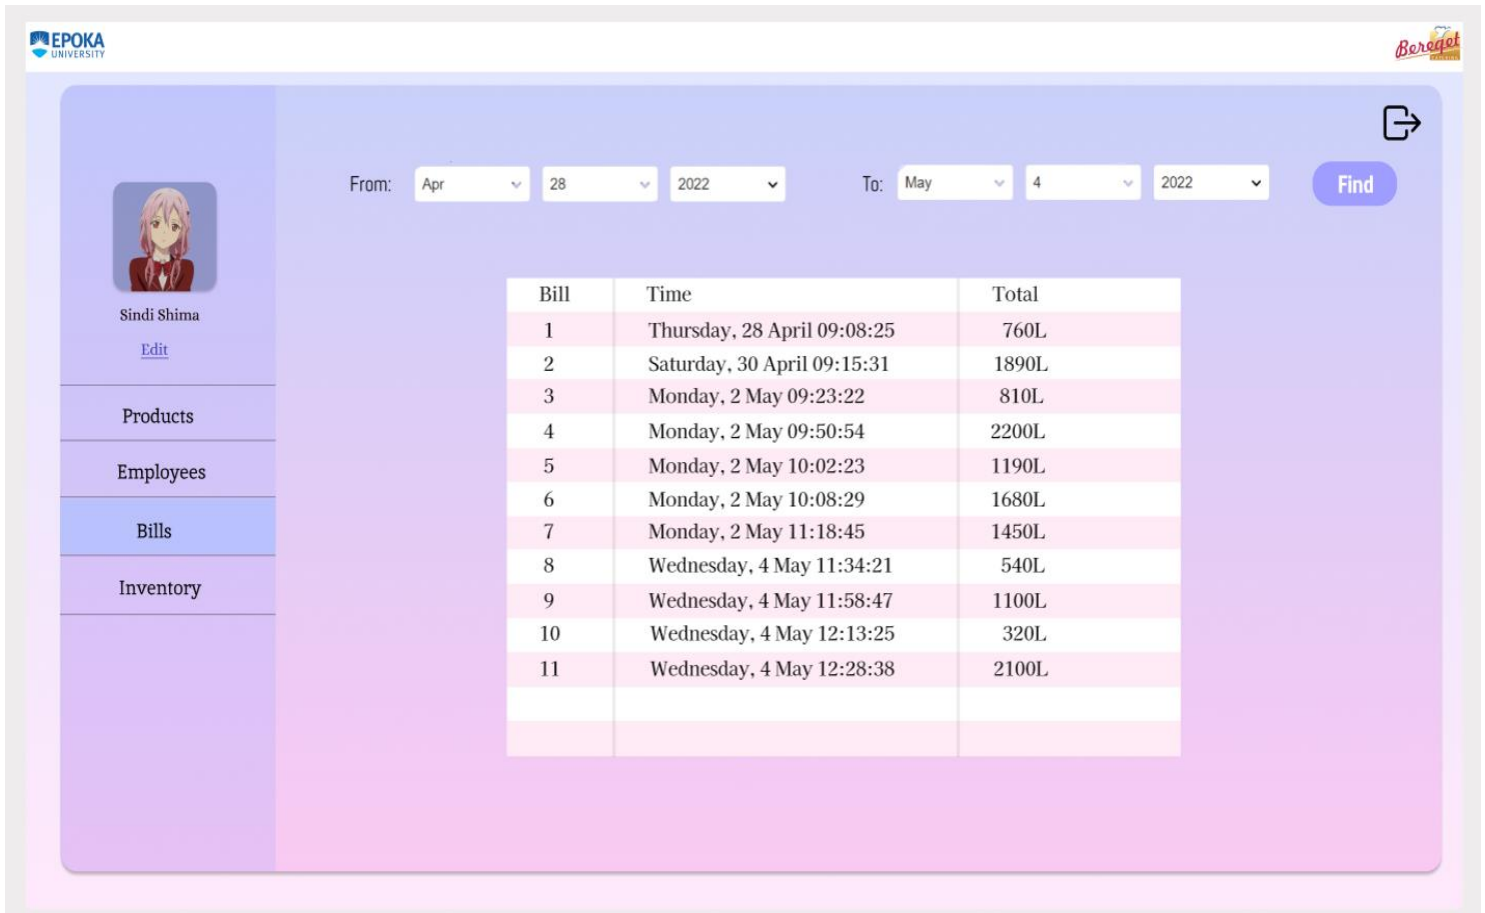 EPOKA
UNIVERSITY
Bereqet
From: Apr 28 2022 To: May 4 2022 Find
Sindi Shima
Edit
Products
Employees
Bills
Inventory
Bill Time Total
1 Thursday, 28 April 09:08:25 760L
2 Saturday, 30 April 09:15:31 1890L
3 Monday, 2 May 09:23:22 810L
4 Monday, 2 May 09:50:54 2200L
5 Monday, 2 May 10:02:23 1190L
6 Monday, 2 May 10:08:29 1680L
7 Monday, 2 May 11:18:45 1450L
8 Wednesday, 4 May 11:34:21 540L
9 Wednesday, 4 May 11:58:47 1100L
10 Wednesday, 4 May 12:13:25 320L
11 Wednesday, 4 May 12:28:38 2100L